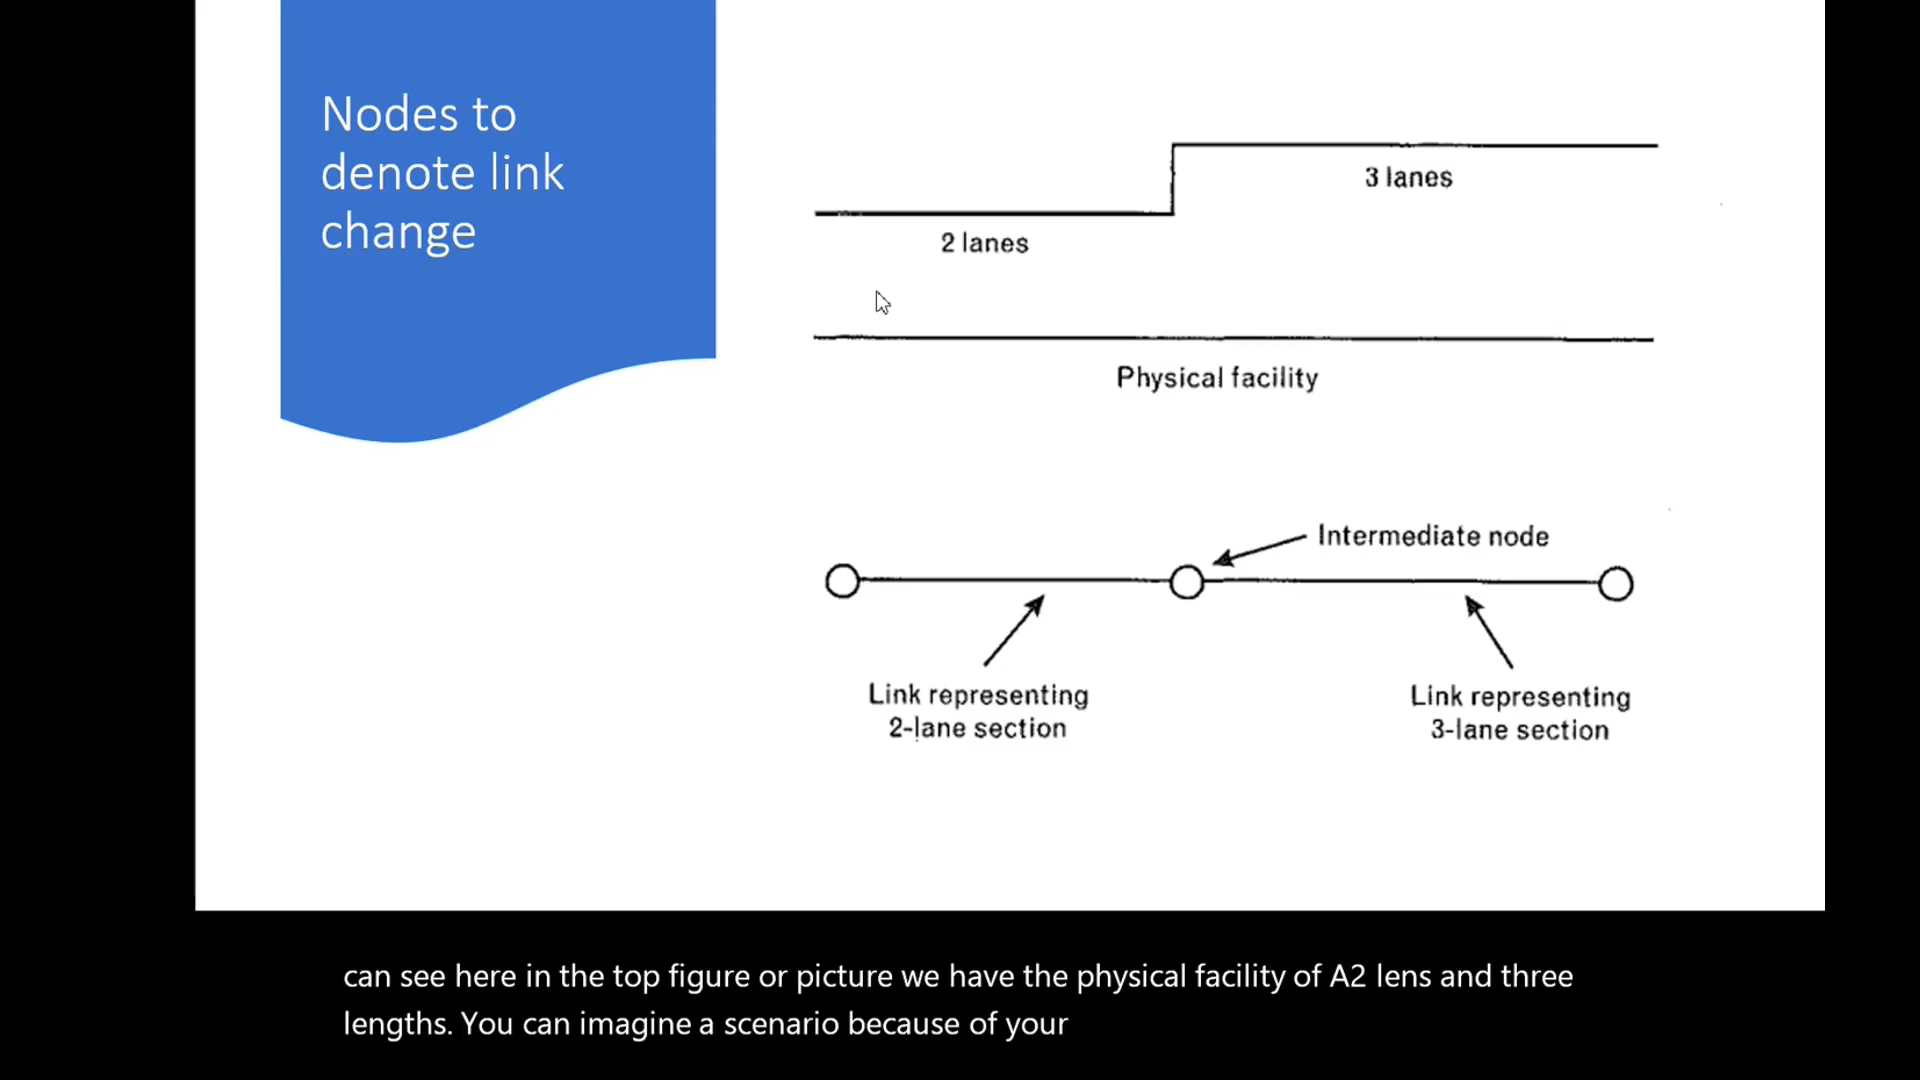 Nodes to
denote link
change
3 lanes
2 lanes
Physical facility
Intermediate node
Link representing
2-lane section
Link representing
3-lane section
can see here in the top figure or picture we have the physical facility of A2 lens and three
lengths. You can imagine a scenario because of your